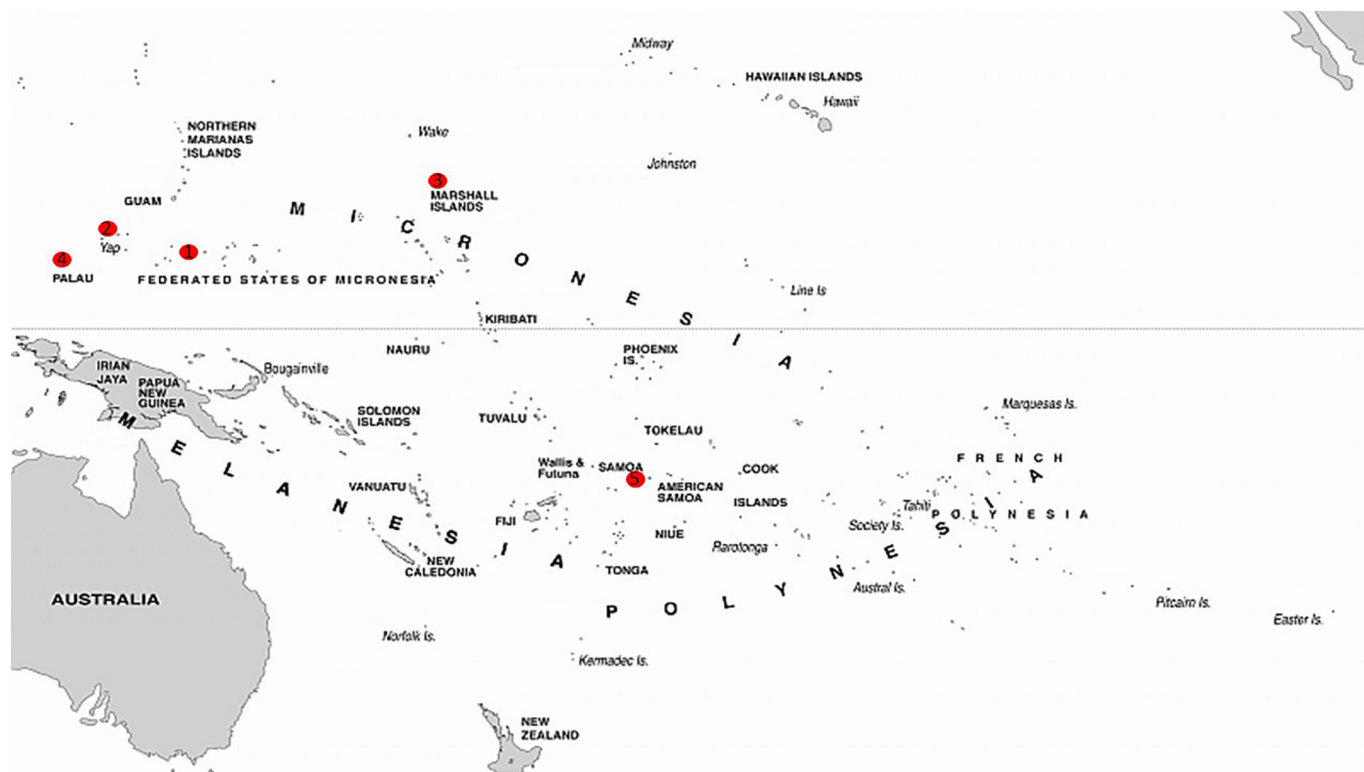 Midway
HAWAIIAN ISLANDS
Hawaii
NORTHERN
MARIANAS
ISLANDS
Wake
Johnston
3
MARSHALL
ISLANDS
GUAM
M I C R O N E S I A
2
Yap
1
4
PALAU
FEDERATED STATES OF MICRONESIA
Line Is
KIRIBATI
NAURU
PHOENIX
IS.
IRIAN
JAYA
PAPUA
NEW
GUINEA
Bougainville
SOLOMON
ISLANDS
TUVALU
TOKELAU
Marquesas Is.
M E L A N E S I A
Wallis &
Futuna
SAMOA
5
AMERICAN
SAMOA
COOK
ISLANDS
FRENCH
POLYNESIA
Tahiti
Society Is.
VANUATU
FIJI
NIUE
Rarotonga
NEW
CALEDONIA
TONGA
Austral Is.
P O L Y N E S I A
AUSTRALIA
Pitcairn Is.
Easter Is.
Norfolk Is.
Kermadec Is.
NEW
ZEALAND